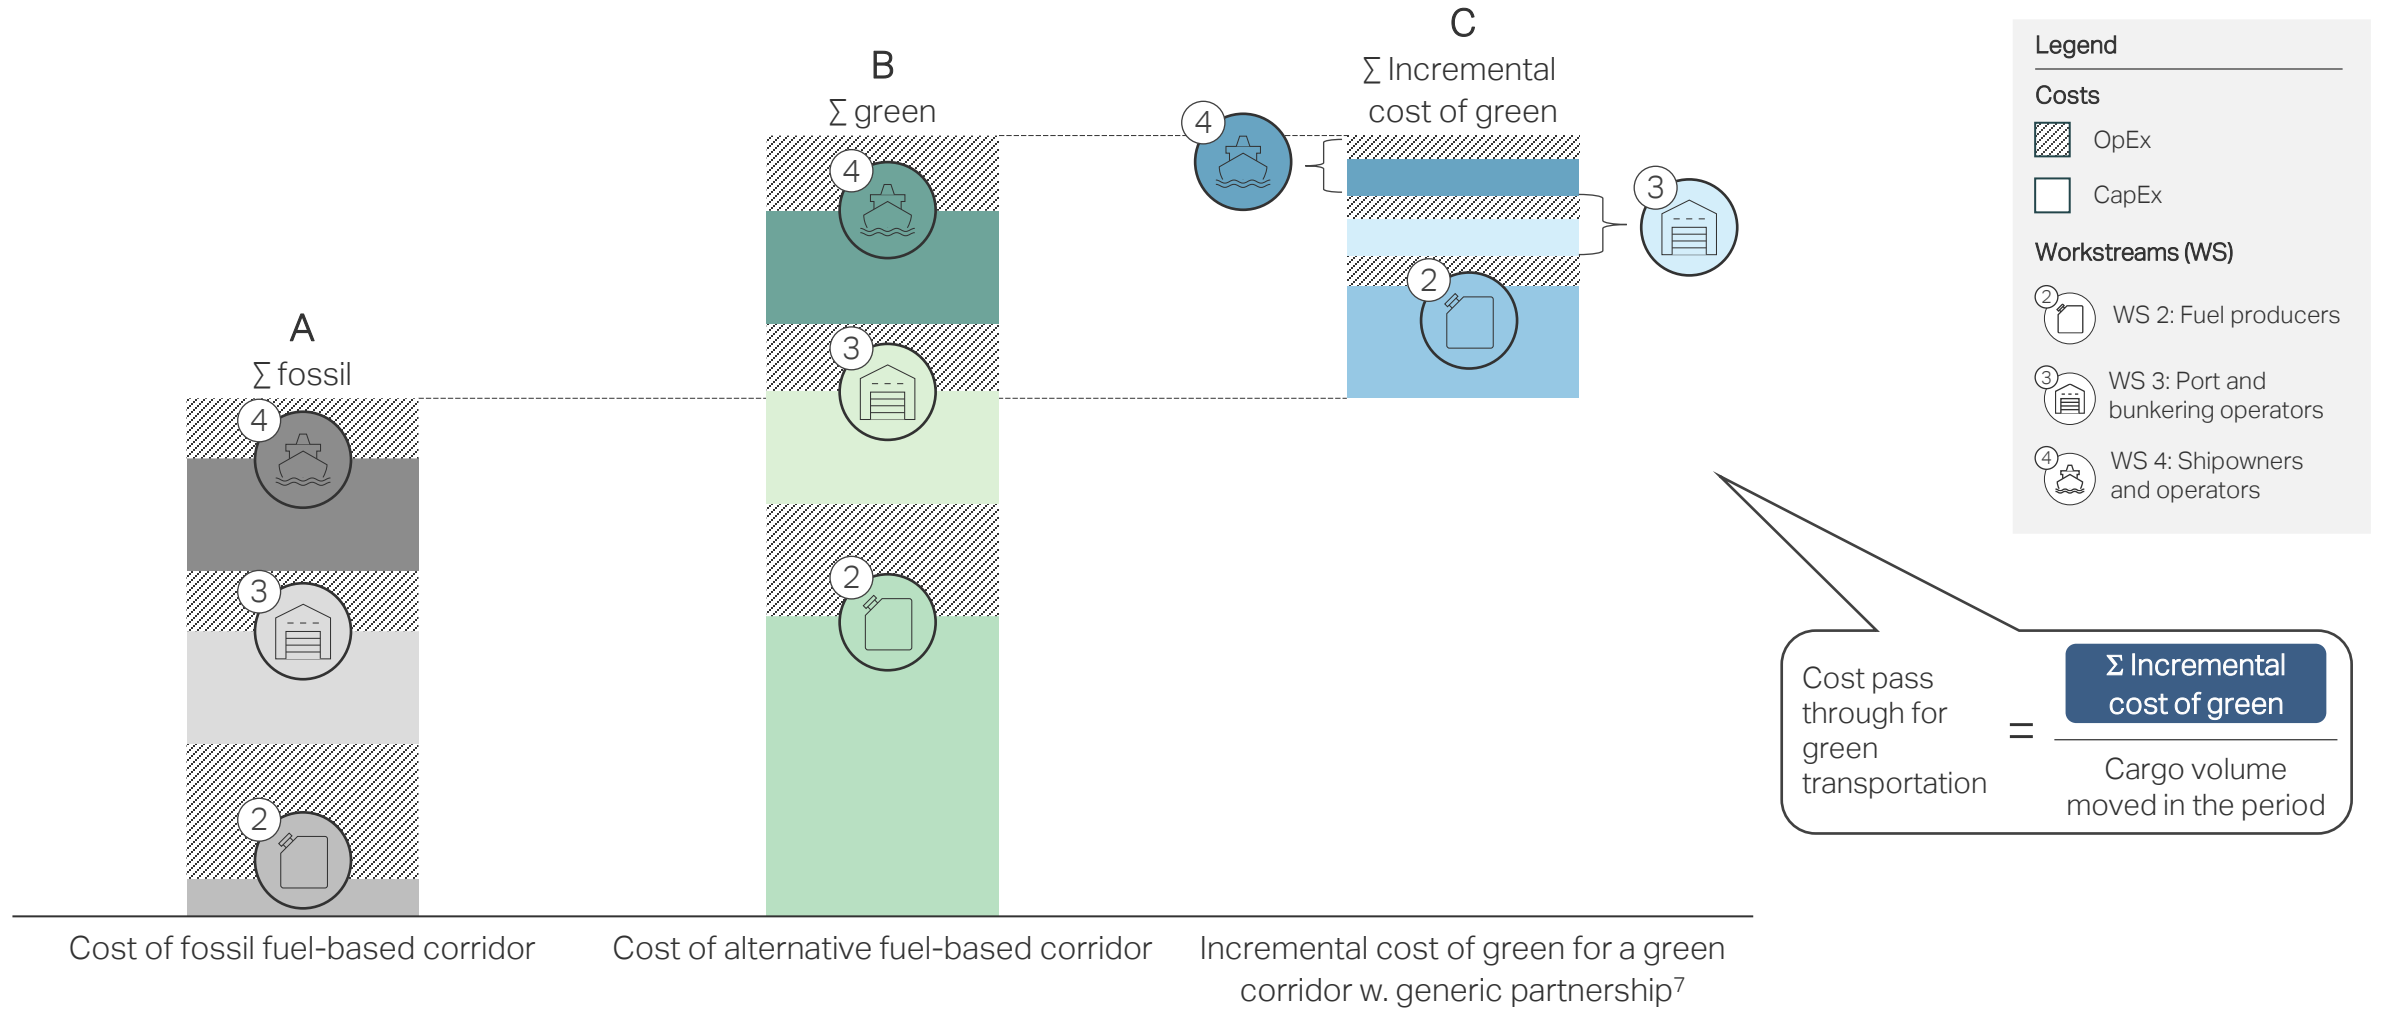 A
∑ fossil
4
3
2
Cost of fossil fuel-based corridor
B
∑ green
4
3
2
Cost of alternative fuel-based corridor
C
∑ Incremental
cost of green
4
3
2
Incremental cost of green for a green
corridor w. generic partnership⁷
Legend
Costs
OpEx
CapEx
Workstreams (WS)
2
WS 2: Fuel producers
3
WS 3: Port and
bunkering operators
4
WS 4: Shipowners
and operators
Cost pass
through for
green
transportation
=
Σ Incremental
cost of green
Cargo volume
moved in the period